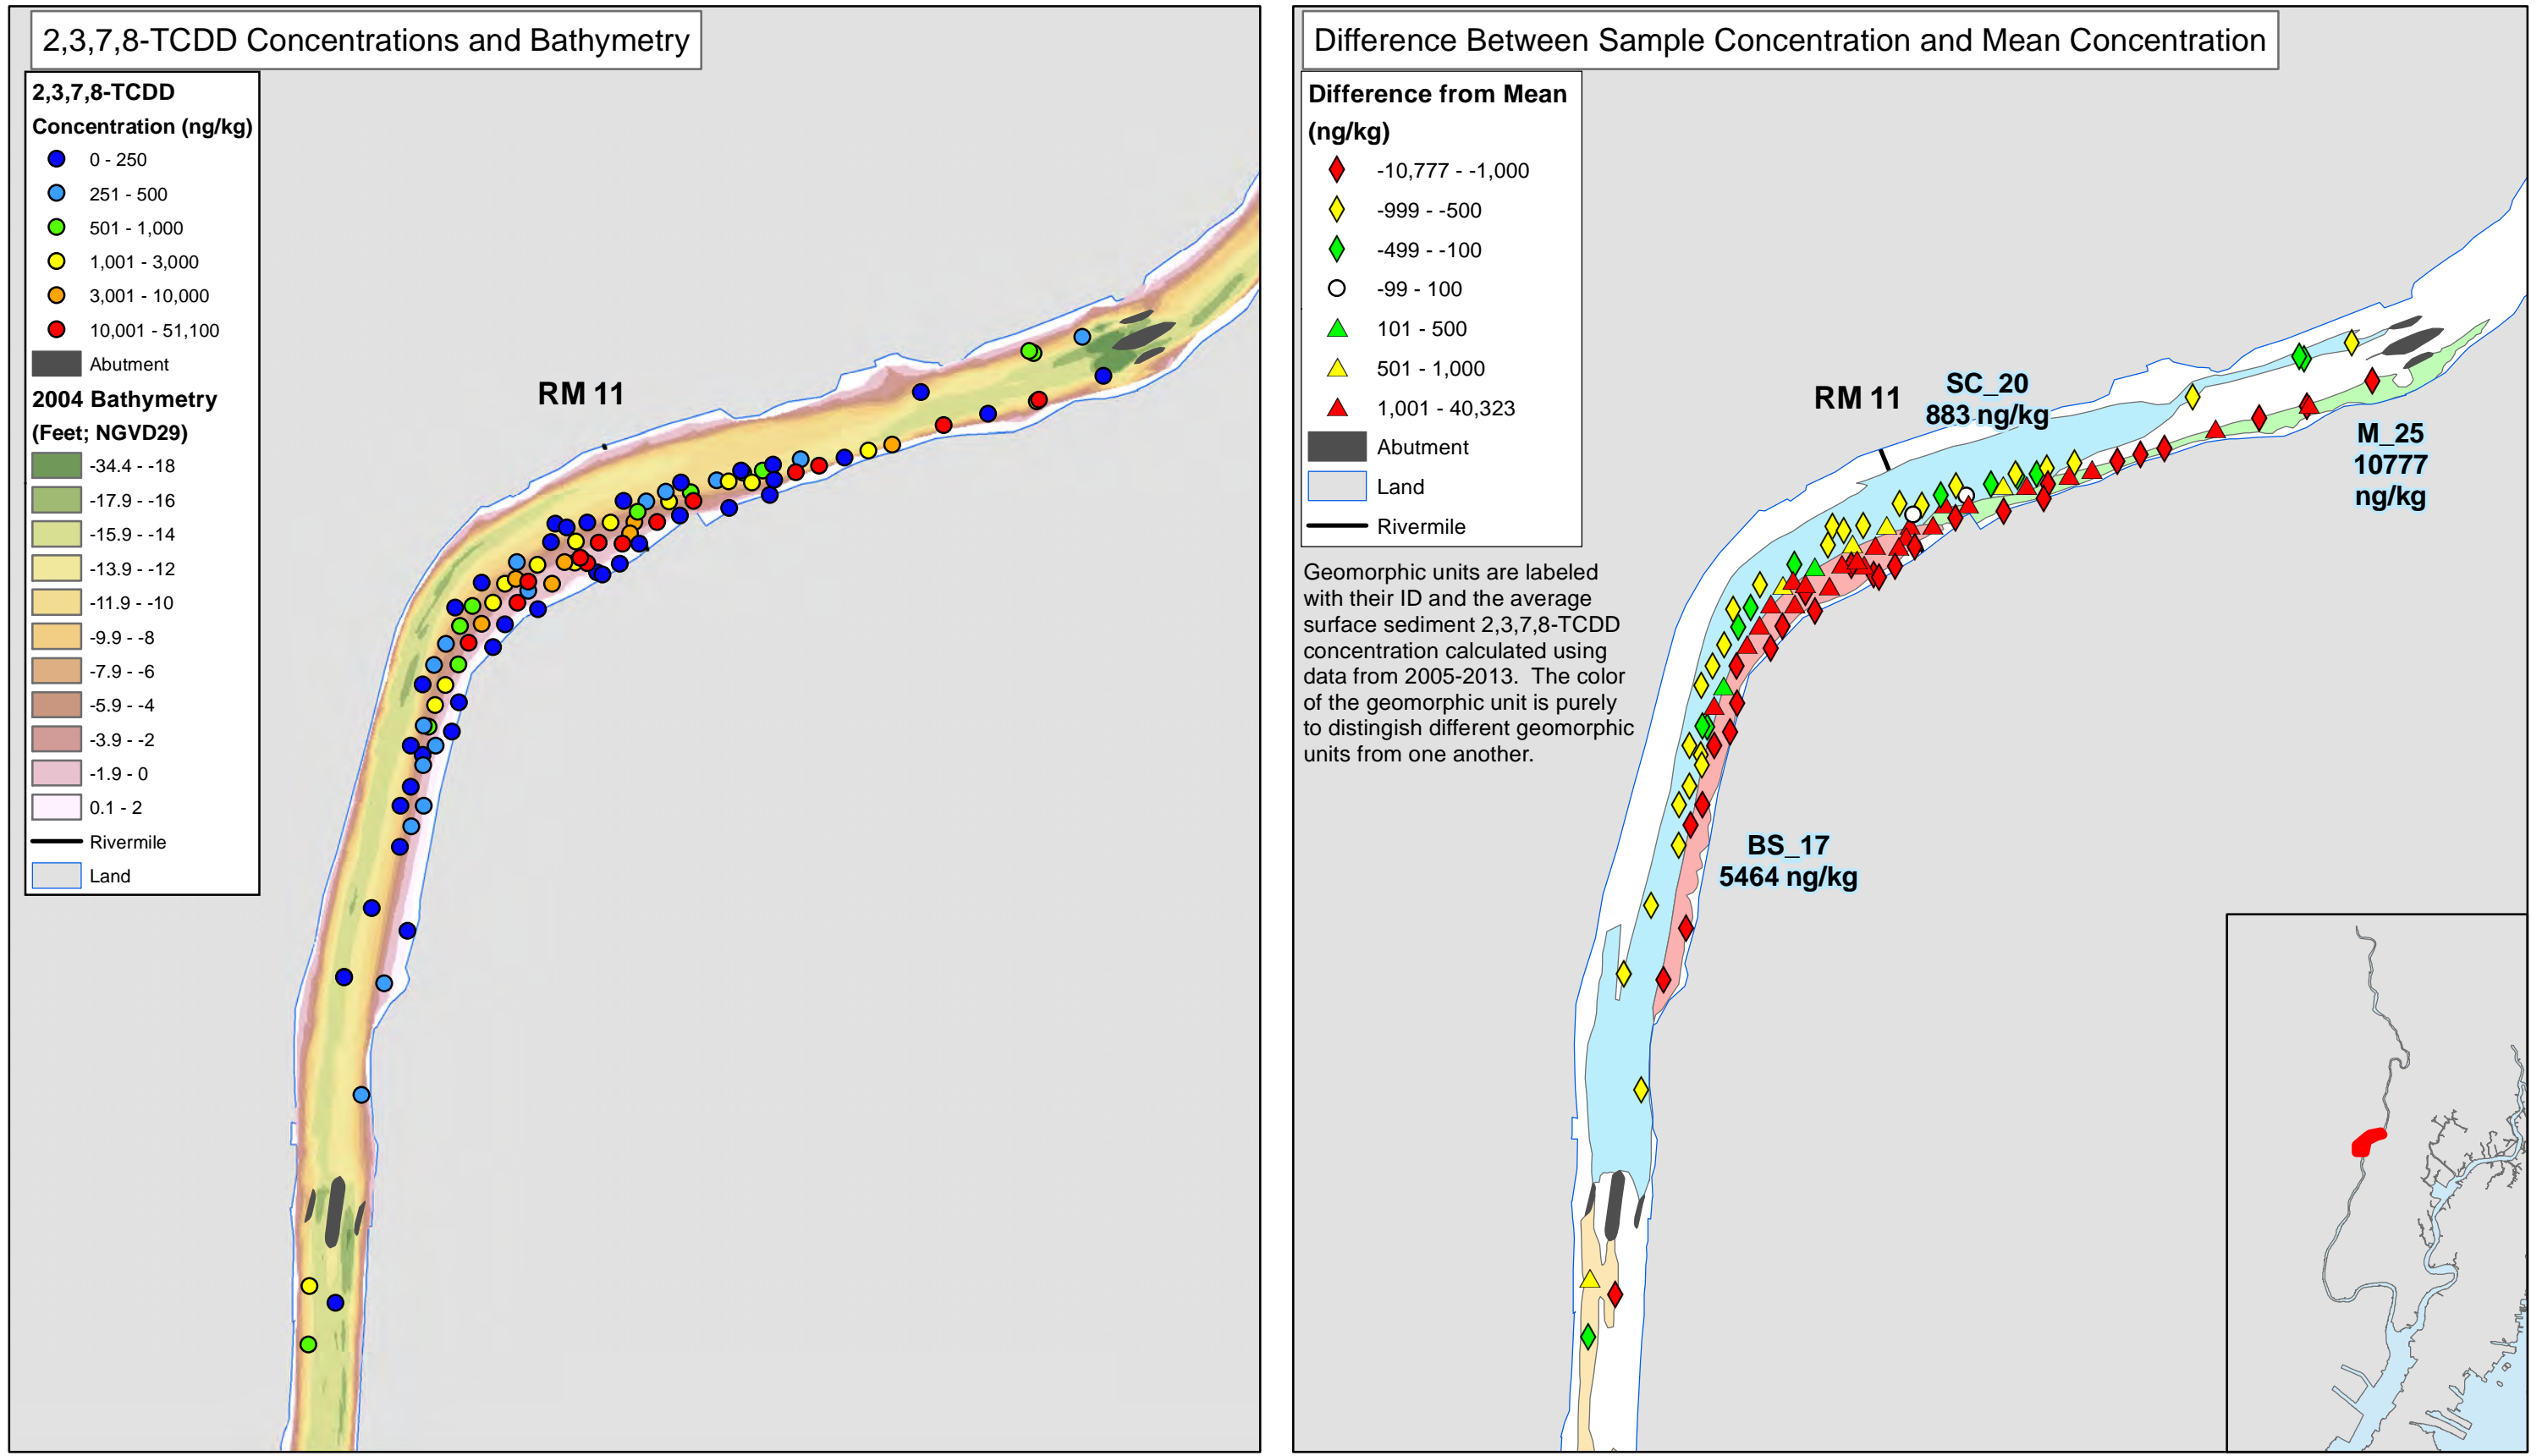 2,3,7,8-TCDD Concentrations and Bathymetry
2,3,7,8-TCDD
Concentration (ng/kg)
0 - 250
251 - 500
501 - 1,000
1,001 - 3,000
3,001 - 10,000
10,001 - 51,100
Abutment
2004 Bathymetry
(Feet; NGVD29)
-34.4 - -18
-17.9 - -16
-15.9 - -14
-13.9 - -12
-11.9 - -10
-9.9 - -8
-7.9 - -6
-5.9 - -4
-3.9 - -2
-1.9 - 0
0.1 - 2
Rivermile
Land
RM 11
Difference Between Sample Concentration and Mean Concentration
Difference from Mean
(ng/kg)
-10,777 - -1,000
-999 - -500
-499 - -100
-99 - 100
101 - 500
501 - 1,000
1,001 - 40,323
Abutment
Land
Rivermile
Geomorphic units are labeled
with their ID and the average
surface sediment 2,3,7,8-TCDD
concentration calculated using
data from 2005-2013.  The color
of the geomorphic unit is purely
to distingish different geomorphic
units from one another.
RM 11
SC_20
883 ng/kg
M_25
10777
ng/kg
BS_17
5464 ng/kg